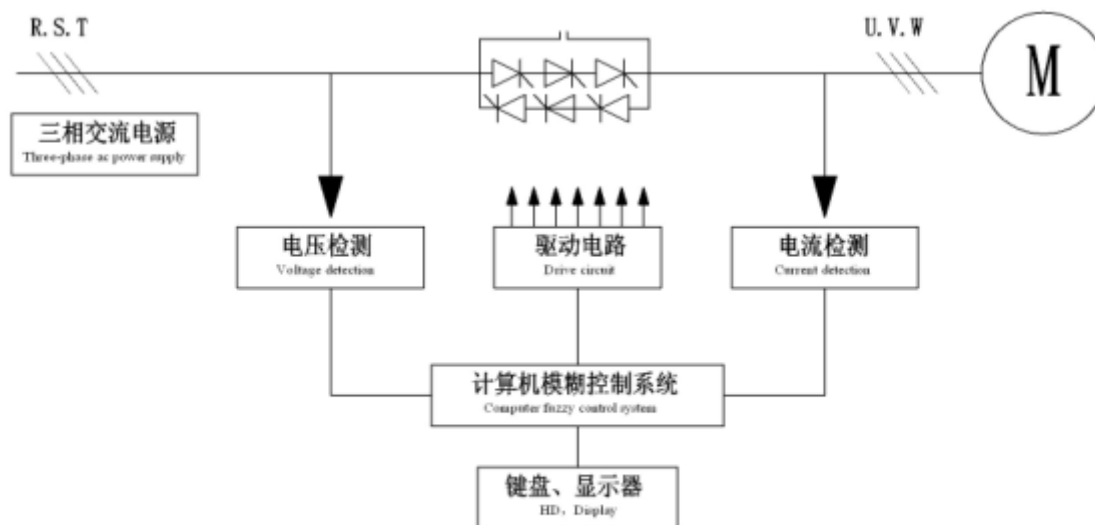 R.S.T
U.V.W
M
三相交流电源
Three-phase ac power supply
电压检测
Voltage detection
驱动电路
Drive circuit
电流检测
Current detection
计算机模糊控制系统
Computer fuzzy control system
键盘、显示器
HD，Display